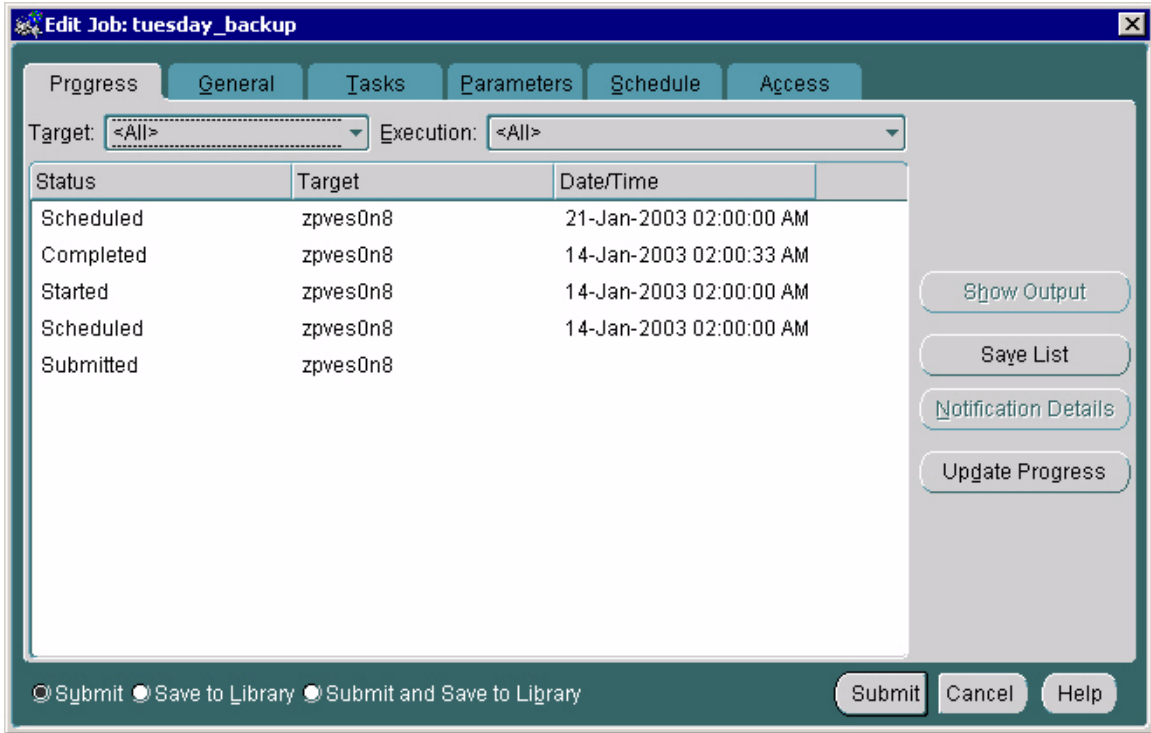 Edit Job: tuesday_backup
Progress General Tasks Parameters Schedule Access
Target: <All> Execution: <All>
Status Target Date/Time
Scheduled zpves0n8 21-Jan-2003 02:00:00 AM
Completed zpves0n8 14-Jan-2003 02:00:33 AM
Started zpves0n8 14-Jan-2003 02:00:00 AM
Scheduled zpves0n8 14-Jan-2003 02:00:00 AM
Submitted zpves0n8
Show Output
Save List
Notification Details
Update Progress
Submit Save to Library Submit and Save to Library
Submit Cancel Help